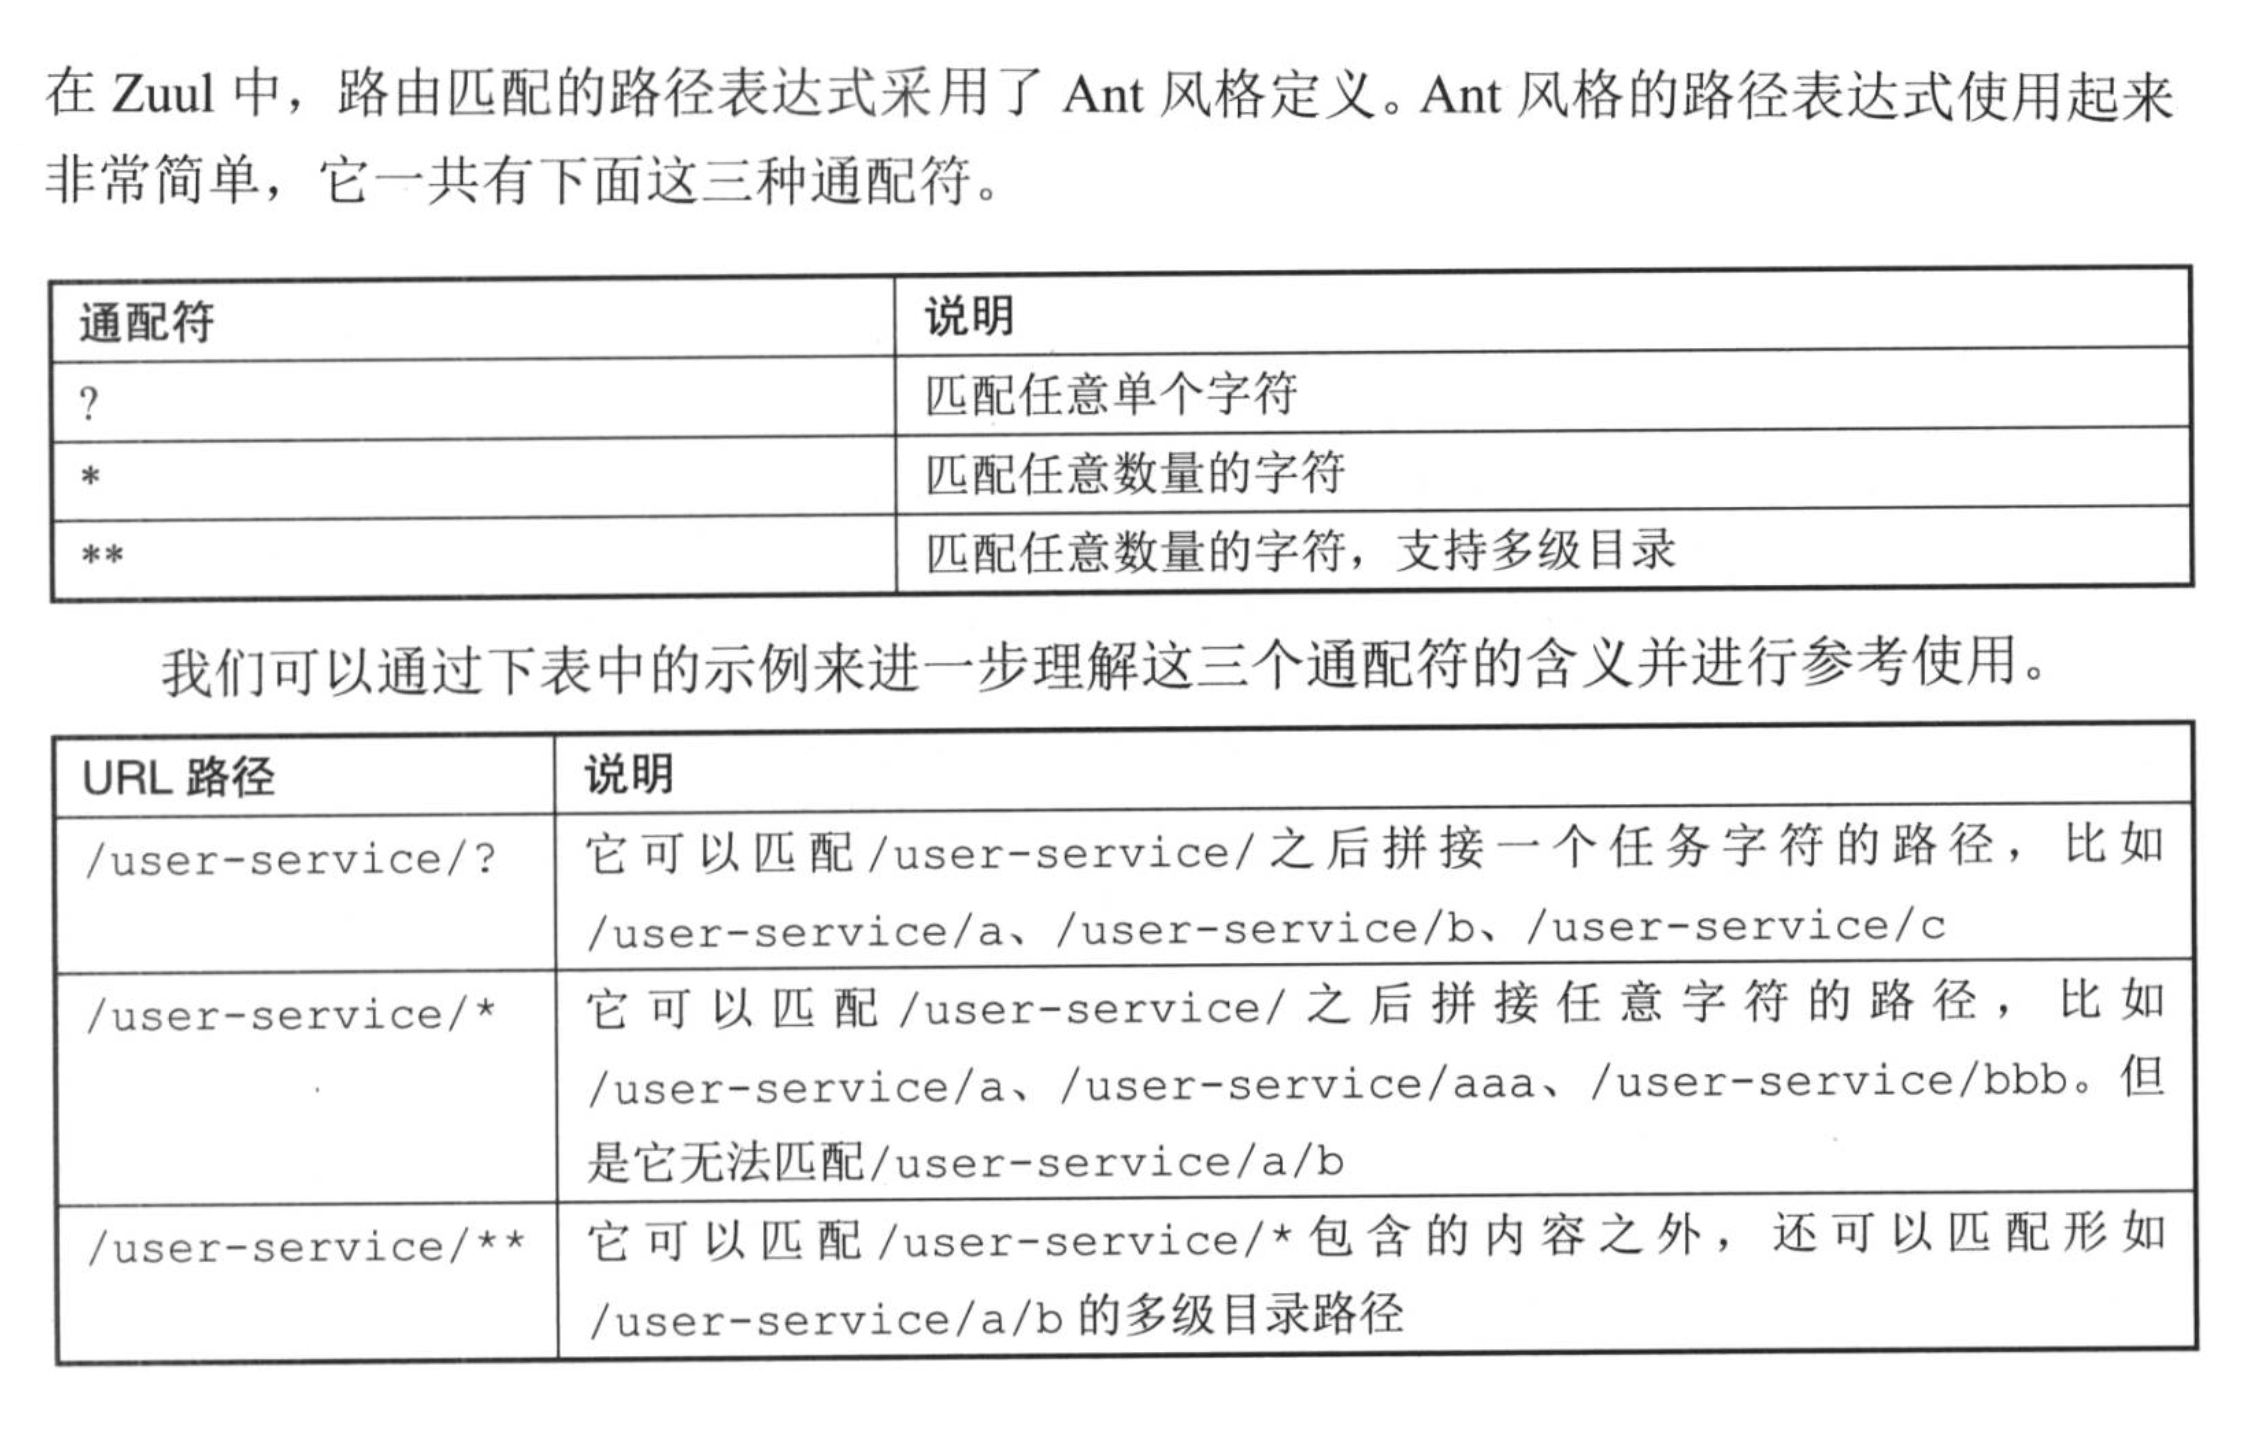 在 Zuul 中，路由匹配的路径表达式采用了 Ant 风格定义。Ant 风格的路径表达式使用起来
非常简单，它一共有下面这三种通配符。
通配符 说明
? 匹配任意单个字符
* 匹配任意数量的字符
** 匹配任意数量的字符，支持多级目录
我们可以通过下表中的示例来进一步理解这三个通配符的含义并进行参考使用。
URL 路径 说明
/user-service/? 它可以匹配/user-service/之后拼接一个任务字符的路径，比如
/user-service/a、/user-service/b、/user-service/c
/user-service/* 它可以匹配/user-service/之后拼接任意字符的路径，比如
/user-service/a、/user-service/aaa、/user-service/bbb。但
是它无法匹配/user-service/a/b
/user-service/** 它可以匹配/user-service/*包含的内容之外，还可以匹配形如
/user-service/a/b 的多级目录路径